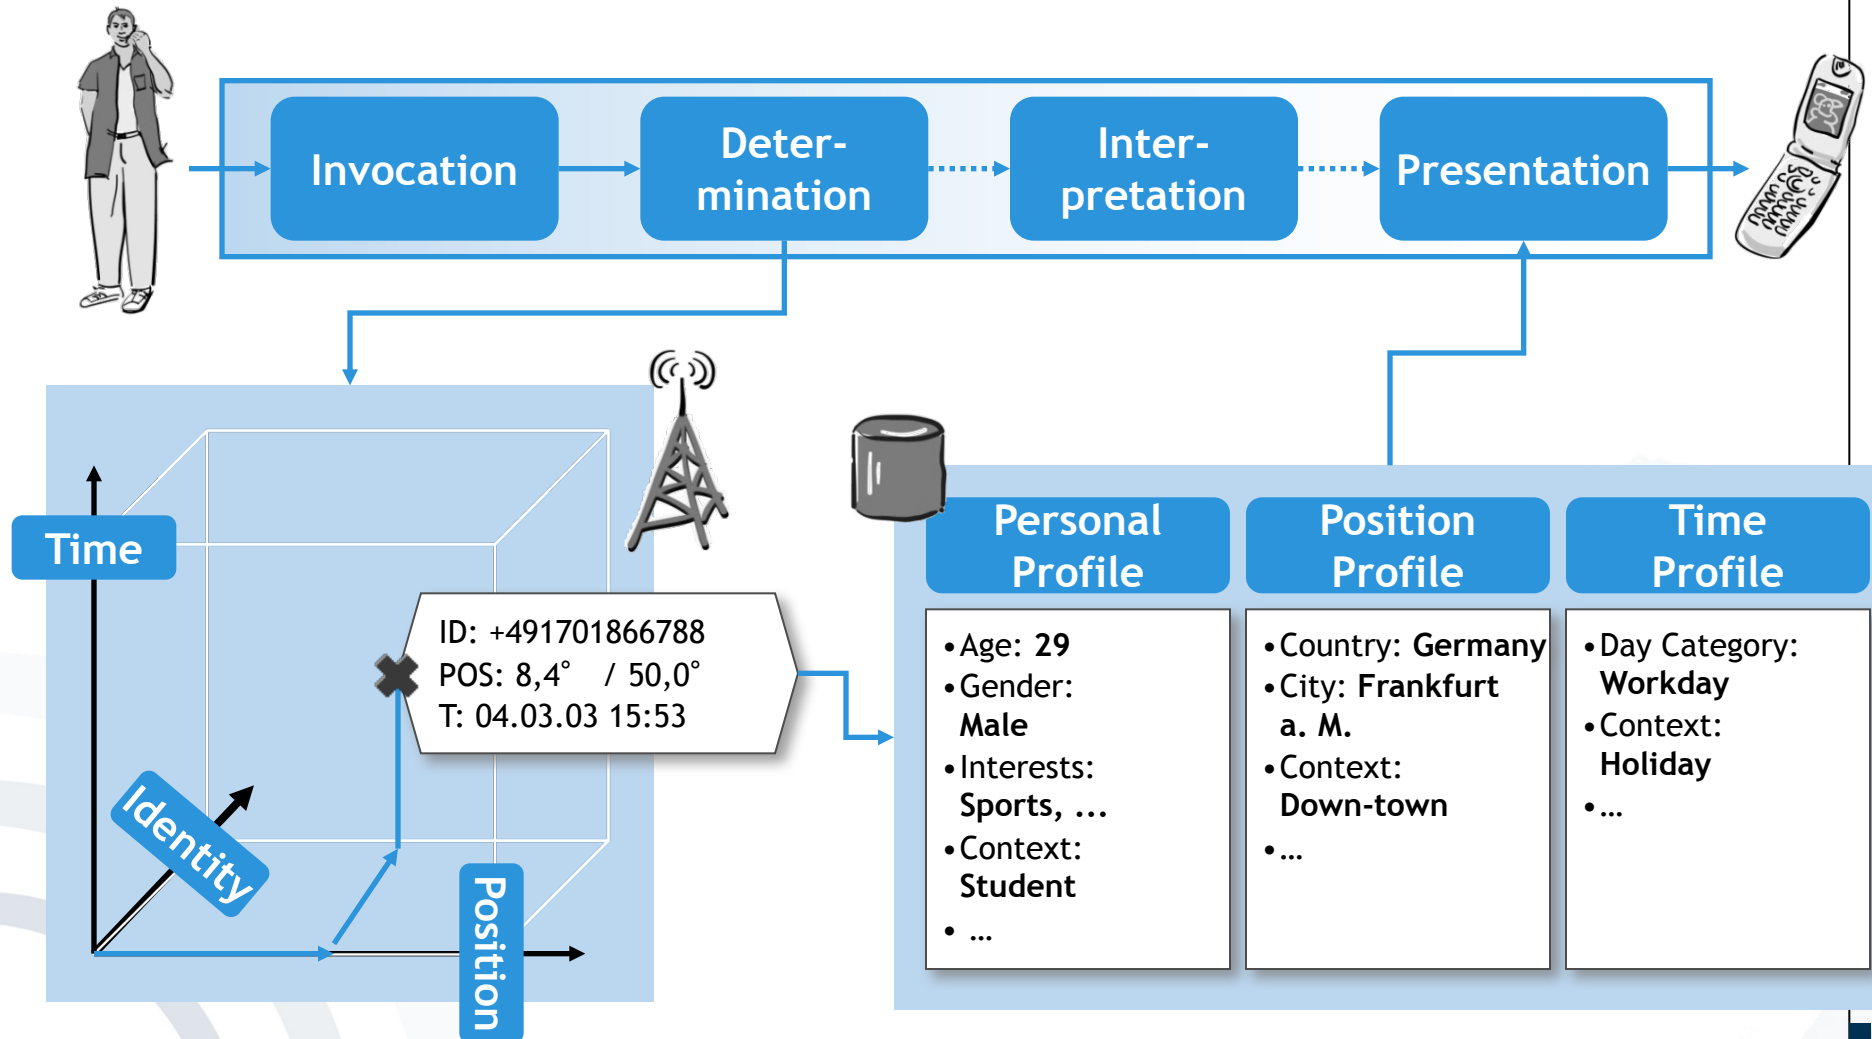 Invocation
Deter-
mination
Inter-
pretation
Presentation
Time
Identity
Position
ID: +491701866788
POS: 8,4° / 50,0°
T: 04.03.03 15:53
Personal
Profile
•Age: 29
•Gender:
Male
•Interests:
Sports, ...
•Context:
Student
• …
Position
Profile
•Country: Germany
•City: Frankfurt
a. M.
•Context:
Down-town
•…
Time
Profile
•Day Category:
Workday
•Context:
Holiday
•…